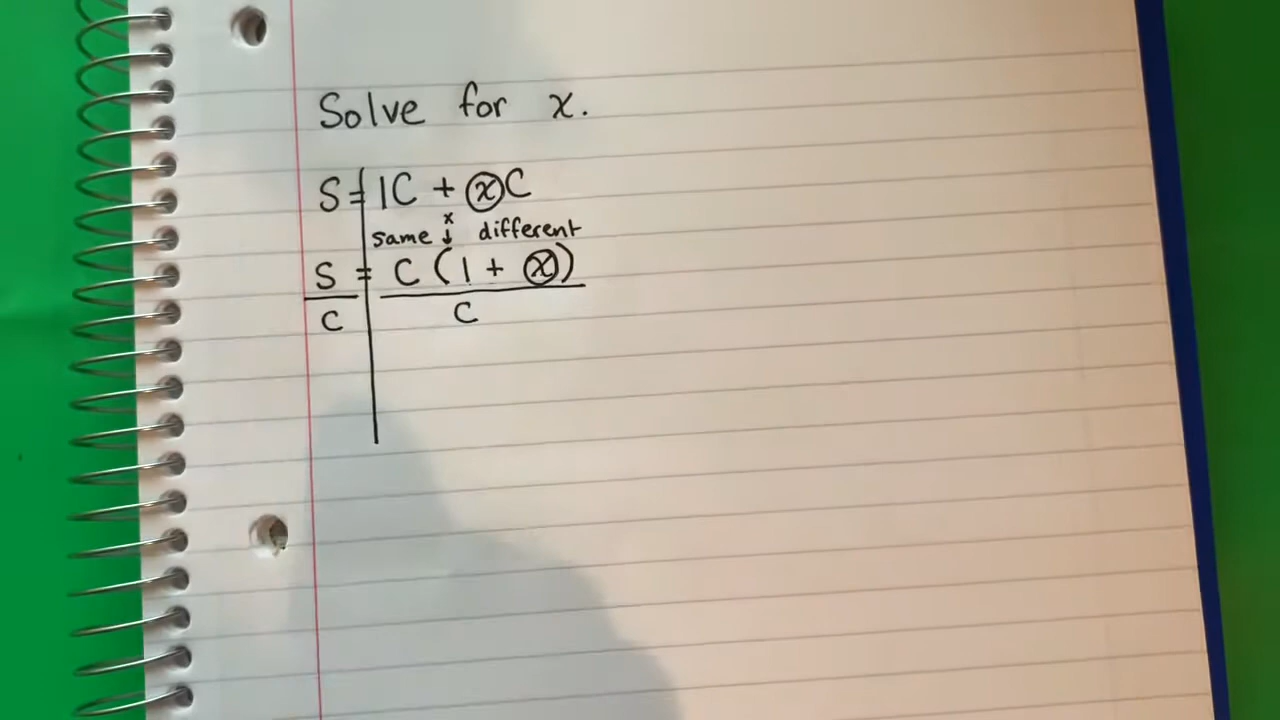 Solve for x.
S = 1C + xC
same x ↓ different
S = C (1 + x)
C C